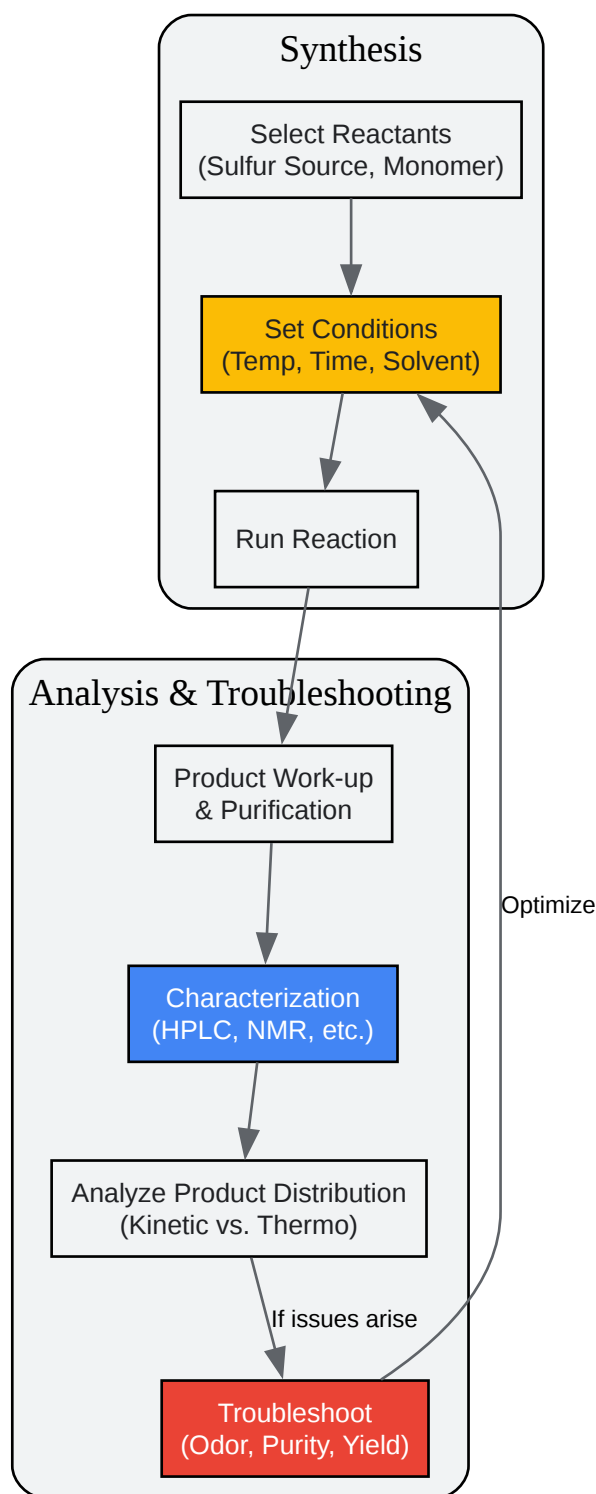 Synthesis
Select Reactants
(Sulfur Source, Monomer)
Set Conditions
(Temp, Time, Solvent)
Run Reaction
Analysis & Troubleshooting
Product Work-up
& Purification
Optimize
Characterization
(HPLC, NMR, etc.)
Analyze Product Distribution
(Kinetic vs. Thermo)
If issues arise
Troubleshoot
(Odor, Purity, Yield)